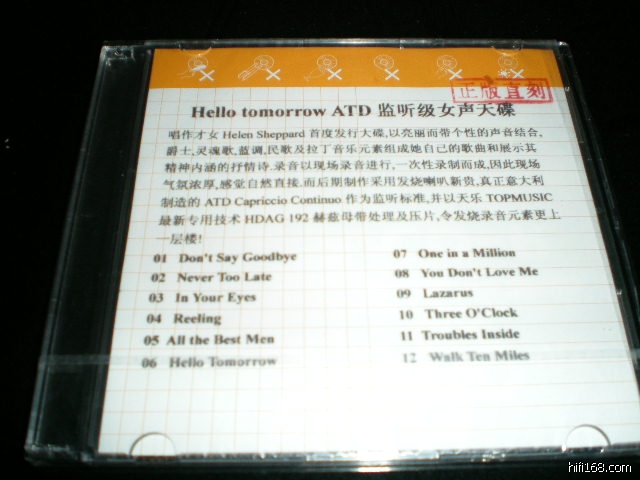 正版直刻
Hello tomorrow ATD 监听级女声天碟
唱作才女 Helen Sheppard 首度发行大碟,以亮丽而带个性的声音结合,
爵士,灵魂歌,蓝调,民歌及拉丁音乐元素组成她自己的歌曲和展示其
精神内涵的抒情诗.录音以现场录音进行,一次性录制而成,因此现场
气氛浓厚,感觉自然直接.而后期制作采用发烧喇叭新贵,真正意大利
制造的 ATD Capriccio Continuo 作为监听标准,并以天乐 TOPMUSIC
最新专用技术 HDAG 192 赫兹母带处理及压片,令发烧录音元素更上
一层楼!
01 Don't Say Goodbye
02 Never Too Late
03 In Your Eyes
04 Reeling
05 All the Best Men
06 Hello Tomorrow
07 One in a Million
08 You Don't Love Me
09 Lazarus
10 Three O'Clock
11 Troubles Inside
12 Walk Ten Miles
hifi168.com